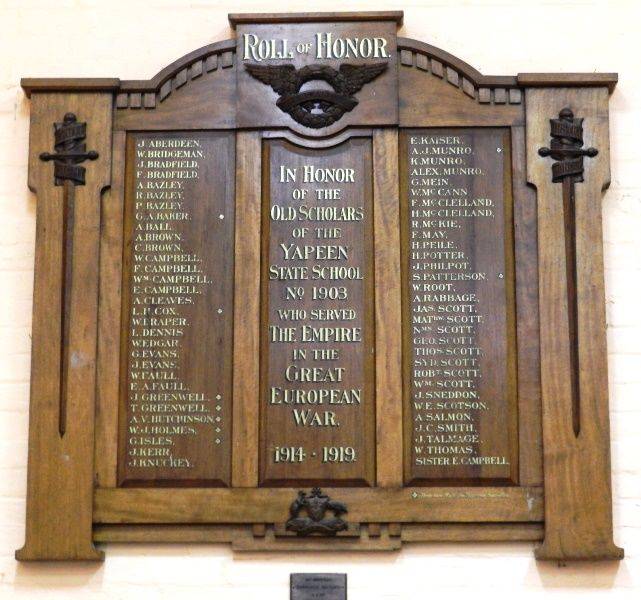 ROLL OF HONOR.
J. ABERDEEN,
W. BRIDGEMAN,
J. BRADFIELD,
F. BRADFIELD,
A. BAZLEY,
R. BAZLEY,
P. BAZLEY,
G. A. BAKER,
A. BALL,
A. BROWN,
C. BROWN,
W. CAMPBELL,
F. CAMPBELL,
WM. CAMPBELL,
E. CAMPBELL,
A. CLEAVES,
COX,
DRAPER,
DENNIS
W. EDGAR,
G. EVANS,
J. EVANS,
W. FAULL,
E. A. FAULL,
J. GREENWELL,
T. GREENWELL,
A. V. HUTCHINSON,
W. J. HOLMES,
G. ISLES,
J. KERR,
J. KNUCKEY.
IN HONOR
OF THE
OLD SCHOLARS
OF THE
YAPEEN
STATE SCHOOL
No 1903
WHO SERVED
THE EMPIRE
IN THE
GREAT
EUROPEAN
WAR.
1914 - 1919.
E. KAISER,
A. J. MUNRO,
K. MUNRO,
ALEX. MUNRO,
G. MEIN,
W. McCANN
F. McCLELLAND,
H. McCLELLAND,
R. McKIE,
F. MAY,
H. PEILE,
H. POTTER,
J. PHILPOT,
S. PATTERSON,
W. ROOT,
A. RABBAGE,
JAS. SCOTT,
MATHW. SCOTT,
NMN. SCOTT,
GEO. SCOTT,
THOS. SCOTT,
SYD. SCOTT,
ROBT. SCOTT,
WM. SCOTT,
J. SNEDDON,
W. E. SCOTSON,
A. SALMON,
J. C. SMITH,
J. TALMAGE,
W. THOMAS,
SISTER E. CAMPBELL.